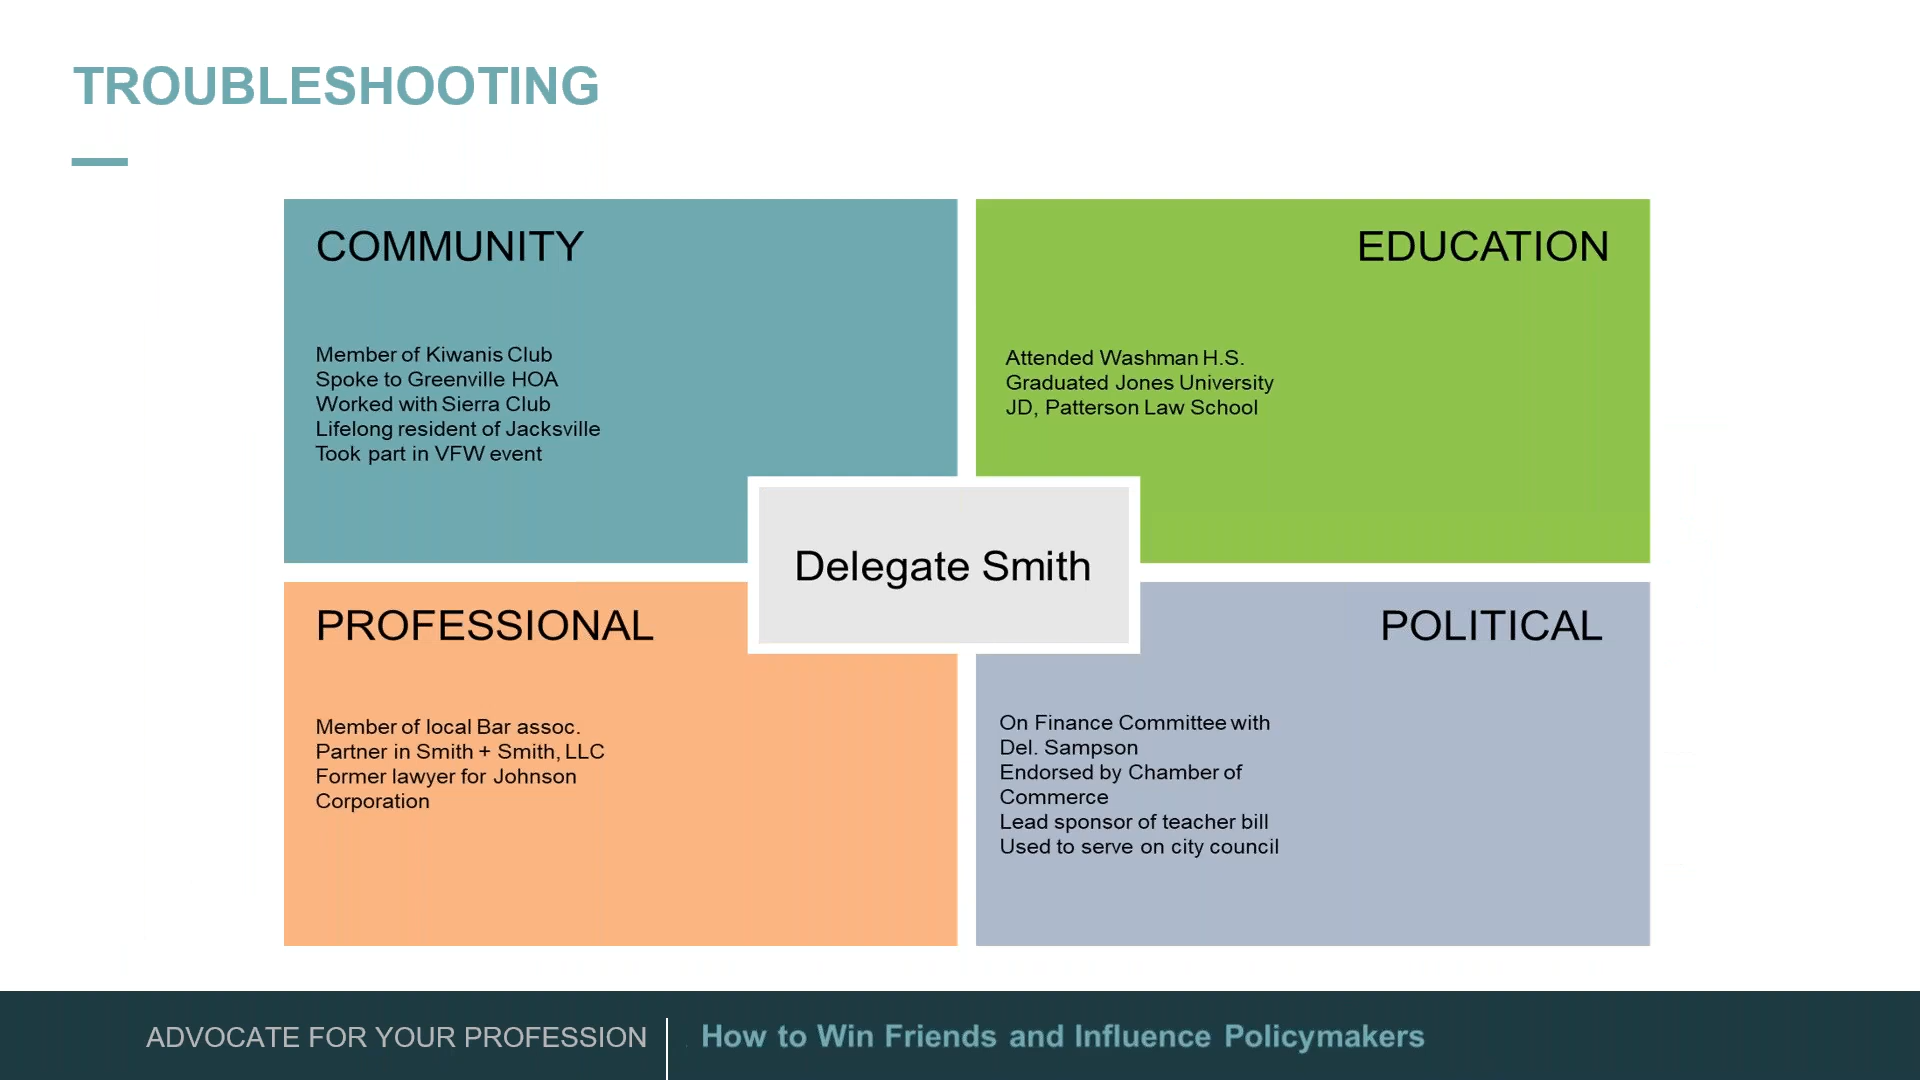 TROUBLESHOOTING
COMMUNITY
Member of Kiwanis Club
Spoke to Greenville HOA
Worked with Sierra Club
Lifelong resident of Jacksville
Took part in VFW event
EDUCATION
Attended Washman H.S.
Graduated Jones University
JD, Patterson Law School
Delegate Smith
PROFESSIONAL
Member of local Bar assoc.
Partner in Smith + Smith, LLC
Former lawyer for Johnson
Corporation
POLITICAL
On Finance Committee with
Del. Sampson
Endorsed by Chamber of
Commerce
Lead sponsor of teacher bill
Used to serve on city council
ADVOCATE FOR YOUR PROFESSION
How to Win Friends and Influence Policymakers